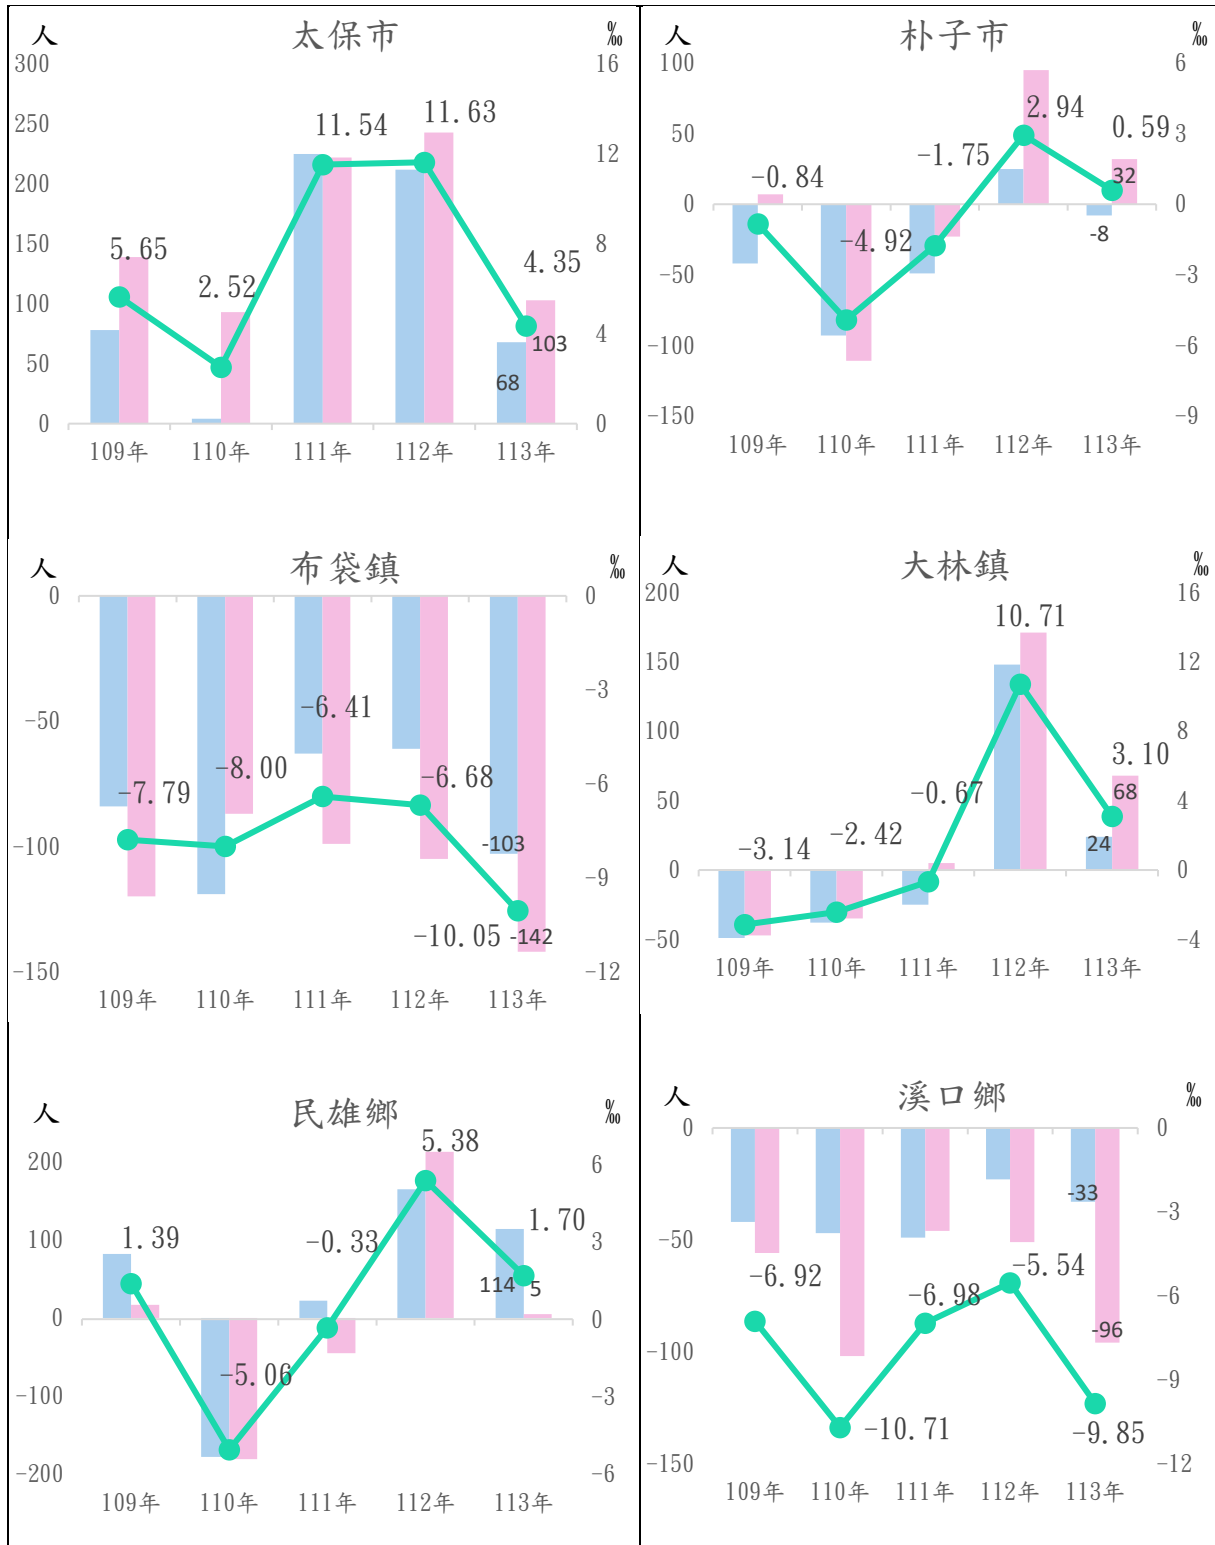 人 太保市 ‰
300 16
250
200 12
150 8
100
50 4
0 0
5.65 2.52 11.54 11.63 4.35
68 103
109年 110年 111年 112年 113年
人 朴子市 ‰
100 6
50 3
0 0
-50 -3
-100 -6
-150 -9
-0.84 -4.92 -1.75 2.94 0.59
-8 32
109年 110年 111年 112年 113年
人 布袋鎮 ‰
0 0
-50 -3
-6
-100 -9
-150 -12
-7.79 -8.00 -6.41 -6.68 -10.05
-103 -142
109年 110年 111年 112年 113年
人 大林鎮 ‰
200 16
150 12
100 8
50 4
0 0
-50 -4
-3.14 -2.42 -0.67 10.71 3.10
24 68
109年 110年 111年 112年 113年
人 民雄鄉 ‰
200 6
100 3
0 0
-100 -3
-200 -6
1.39 -5.06 -0.33 5.38 1.70
114 5
109年 110年 111年 112年 113年
人 溪口鄉 ‰
0 0
-50 -3
-6
-100 -9
-150 -12
-6.92 -10.71 -6.98 -5.54 -9.85
-33 -96
109年 110年 111年 112年 113年